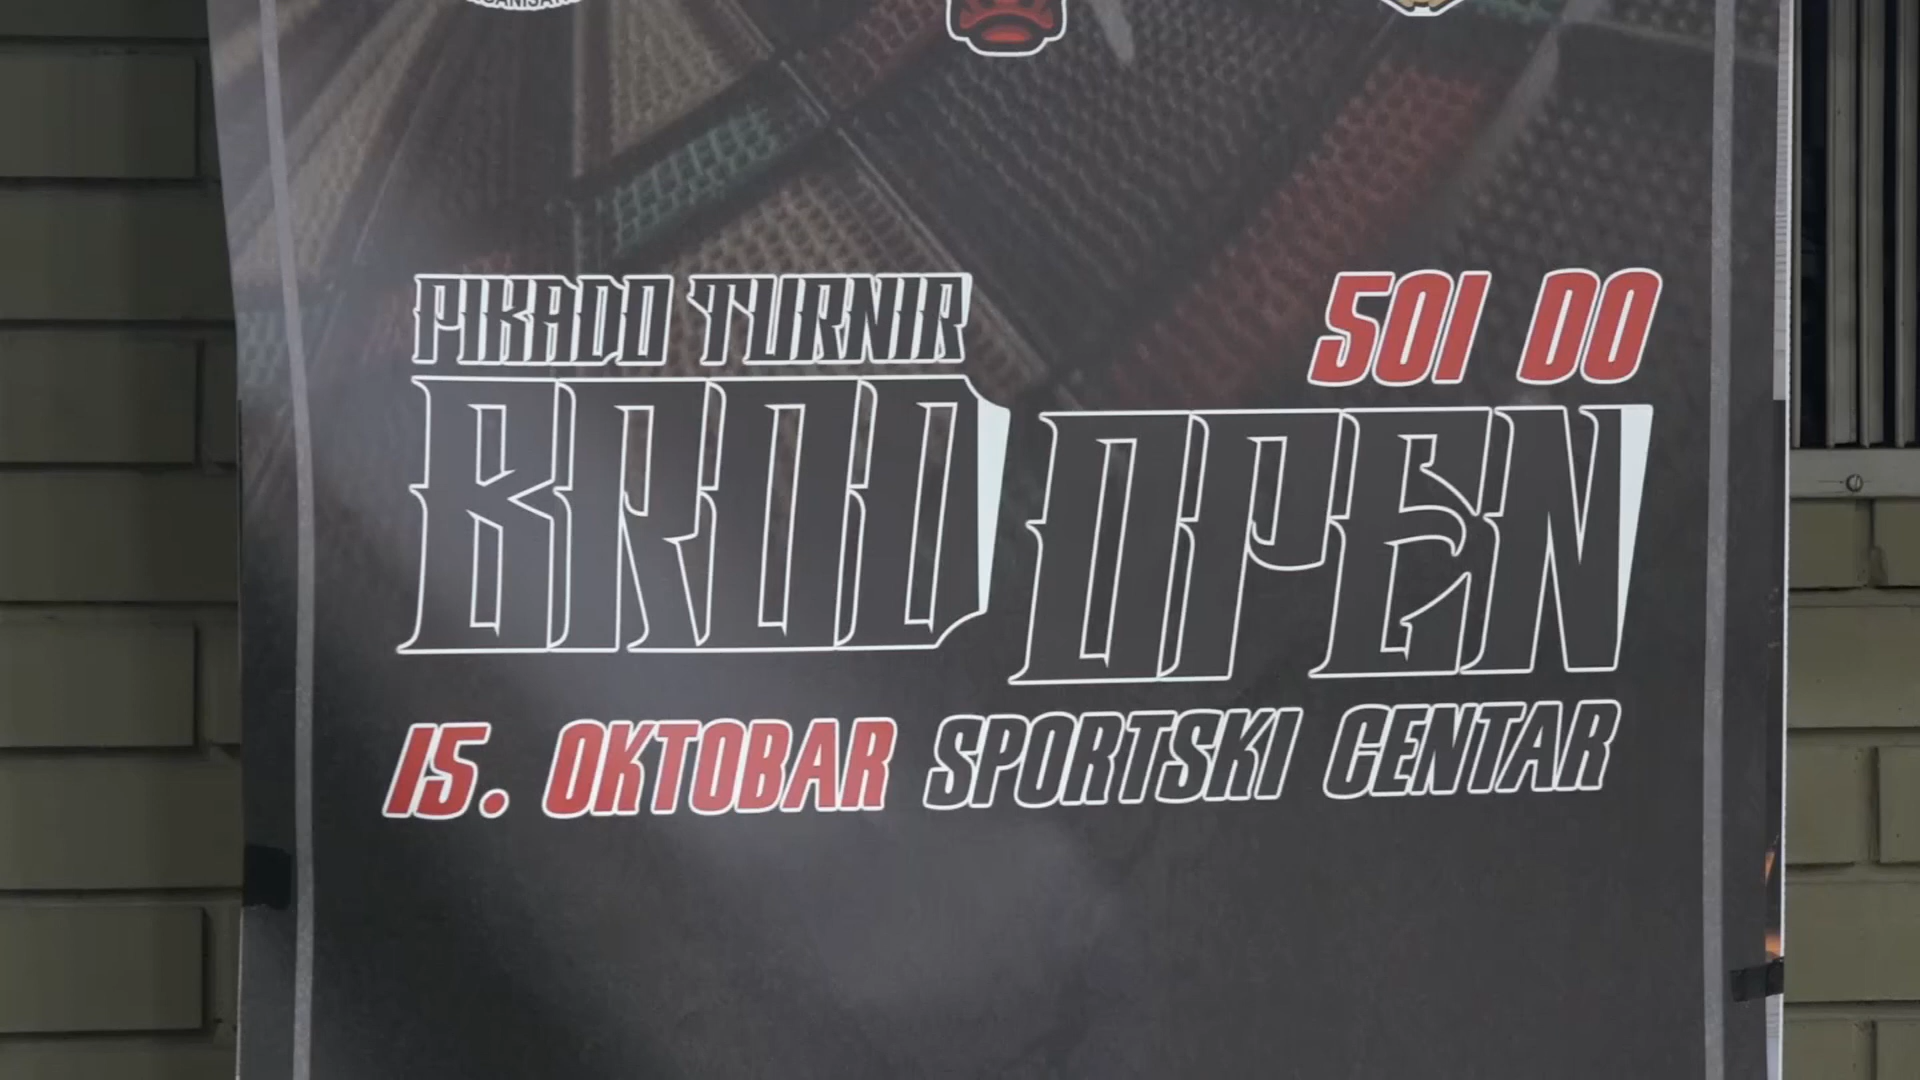 PIKADO TURNIR
501 DO
BROD OPEN
15. OKTOBAR SPORTSKI CENTAR